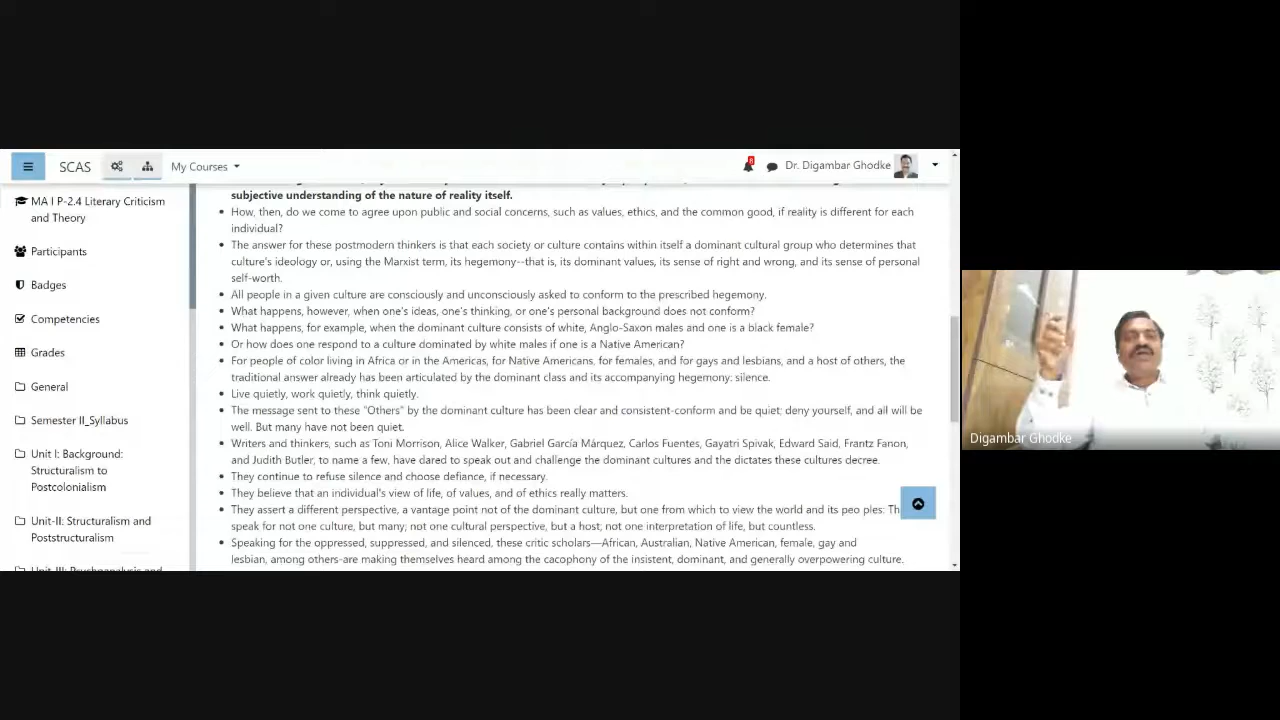 SCAS
My Courses
8
Dr. Digambar Ghodke
MA I P-2.4 Literary Criticism
and Theory
Participants
Badges
Competencies
Grades
General
Semester II_Syllabus
Unit I: Background:
Structuralism to
Postcolonialism
Unit-II: Structuralism and
Poststructuralism
Unit-III: Psychoanalysis and
subjective understanding of the nature of reality itself.
How, then, do we come to agree upon public and social concerns, such as values, ethics, and the common good, if reality is different for each
individual?
The answer for these postmodern thinkers is that each society or culture contains within itself a dominant cultural group who determines that
culture's ideology or, using the Marxist term, its hegemony--that is, its dominant values, its sense of right and wrong, and its sense of personal
self-worth.
All people in a given culture are consciously and unconsciously asked to conform to the prescribed hegemony.
What happens, however, when one's ideas, one's thinking, or one's personal background does not conform?
What happens, for example, when the dominant culture consists of white, Anglo-Saxon males and one is a black female?
Or how does one respond to a culture dominated by white males if one is a Native American?
For people of color living in Africa or in the Americas, for Native Americans, for females, and for gays and lesbians, and a host of others, the
traditional answer already has been articulated by the dominant class and its accompanying hegemony: silence.
Live quietly, work quietly, think quietly.
The message sent to these "Others" by the dominant culture has been clear and consistent-conform and be quiet; deny yourself, and all will be
well. But many have not been quiet.
Writers and thinkers, such as Toni Morrison, Alice Walker, Gabriel García Márquez, Carlos Fuentes, Gayatri Spivak, Edward Said, Frantz Fanon,
and Judith Butler, to name a few, have dared to speak out and challenge the dominant cultures and the dictates these cultures decree.
They continue to refuse silence and choose defiance, if necessary.
They believe that an individual's view of life, of values, and of ethics really matters.
They assert a different perspective, a vantage point not of the dominant culture, but one from which to view the world and its peo ples: Th
speak for not one culture, but many; not one cultural perspective, but a host; not one interpretation of life, but countless.
Speaking for the oppressed, suppressed, and silenced, these critic scholars—African, Australian, Native American, female, gay and
lesbian, among others-are making themselves heard among the cacophony of the insistent, dominant, and generally overpowering culture.
Digambar Ghodke